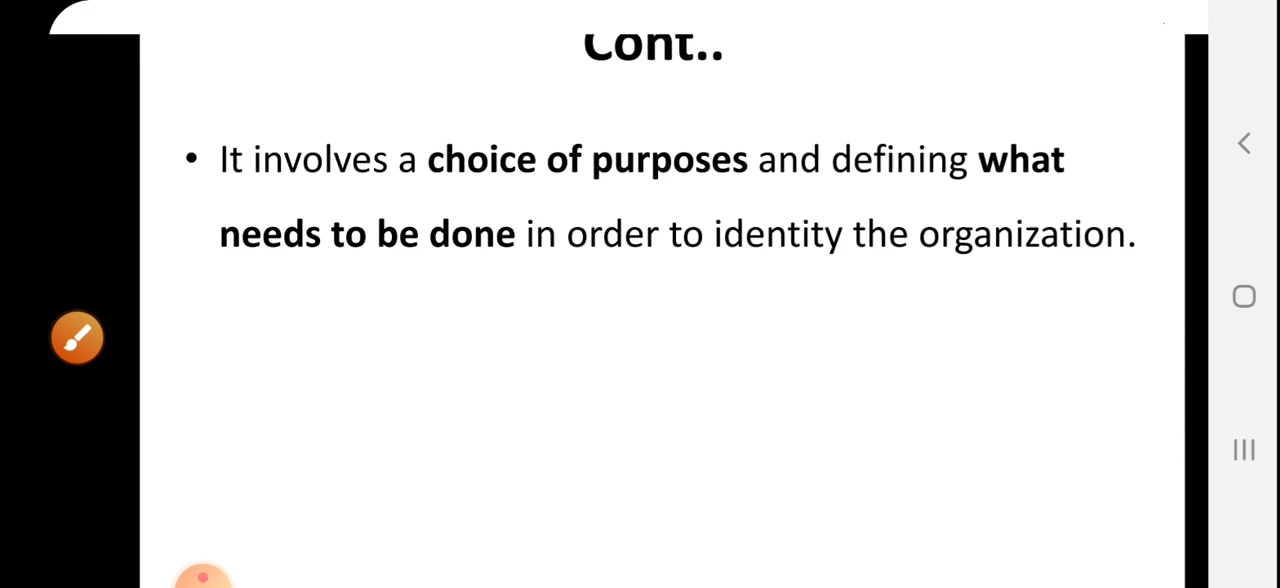 Cont..
• It involves a choice of purposes and defining what
needs to be done in order to identity the organization.